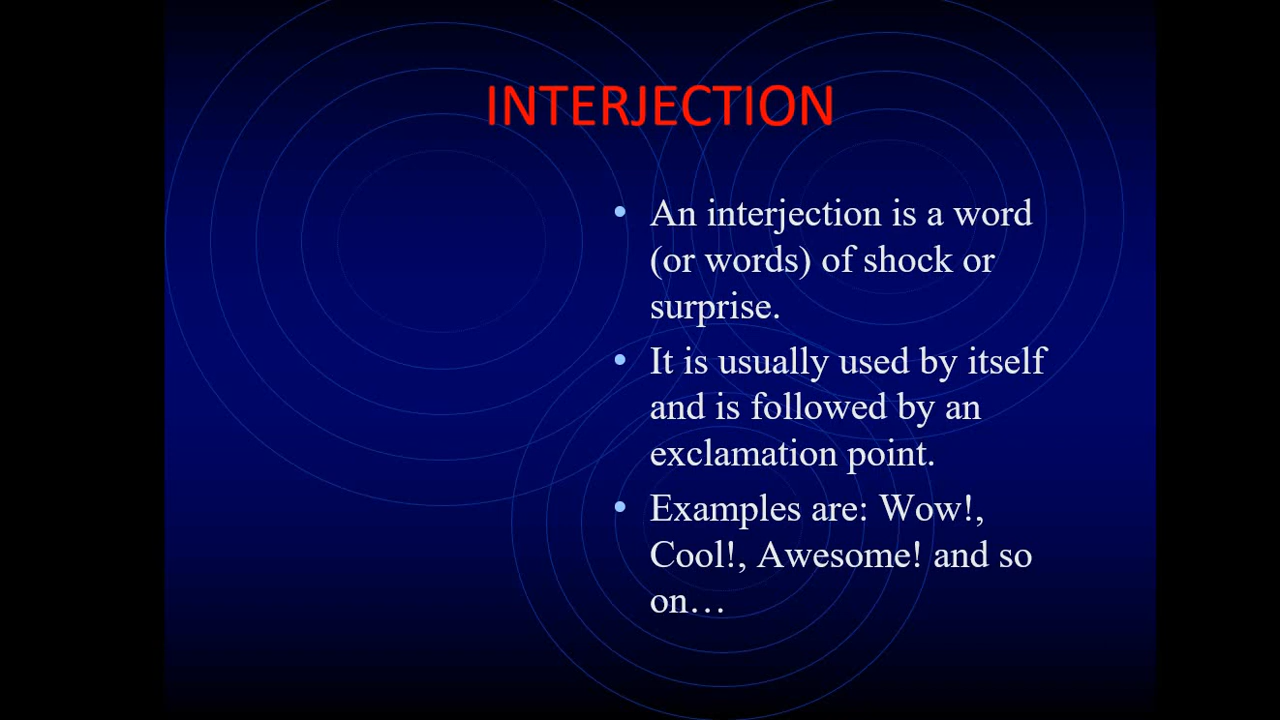 INTERJECTION
• An interjection is a word
(or words) of shock or
surprise.
• It is usually used by itself
and is followed by an
exclamation point.
• Examples are: Wow!,
Cool!, Awesome! and so
on…